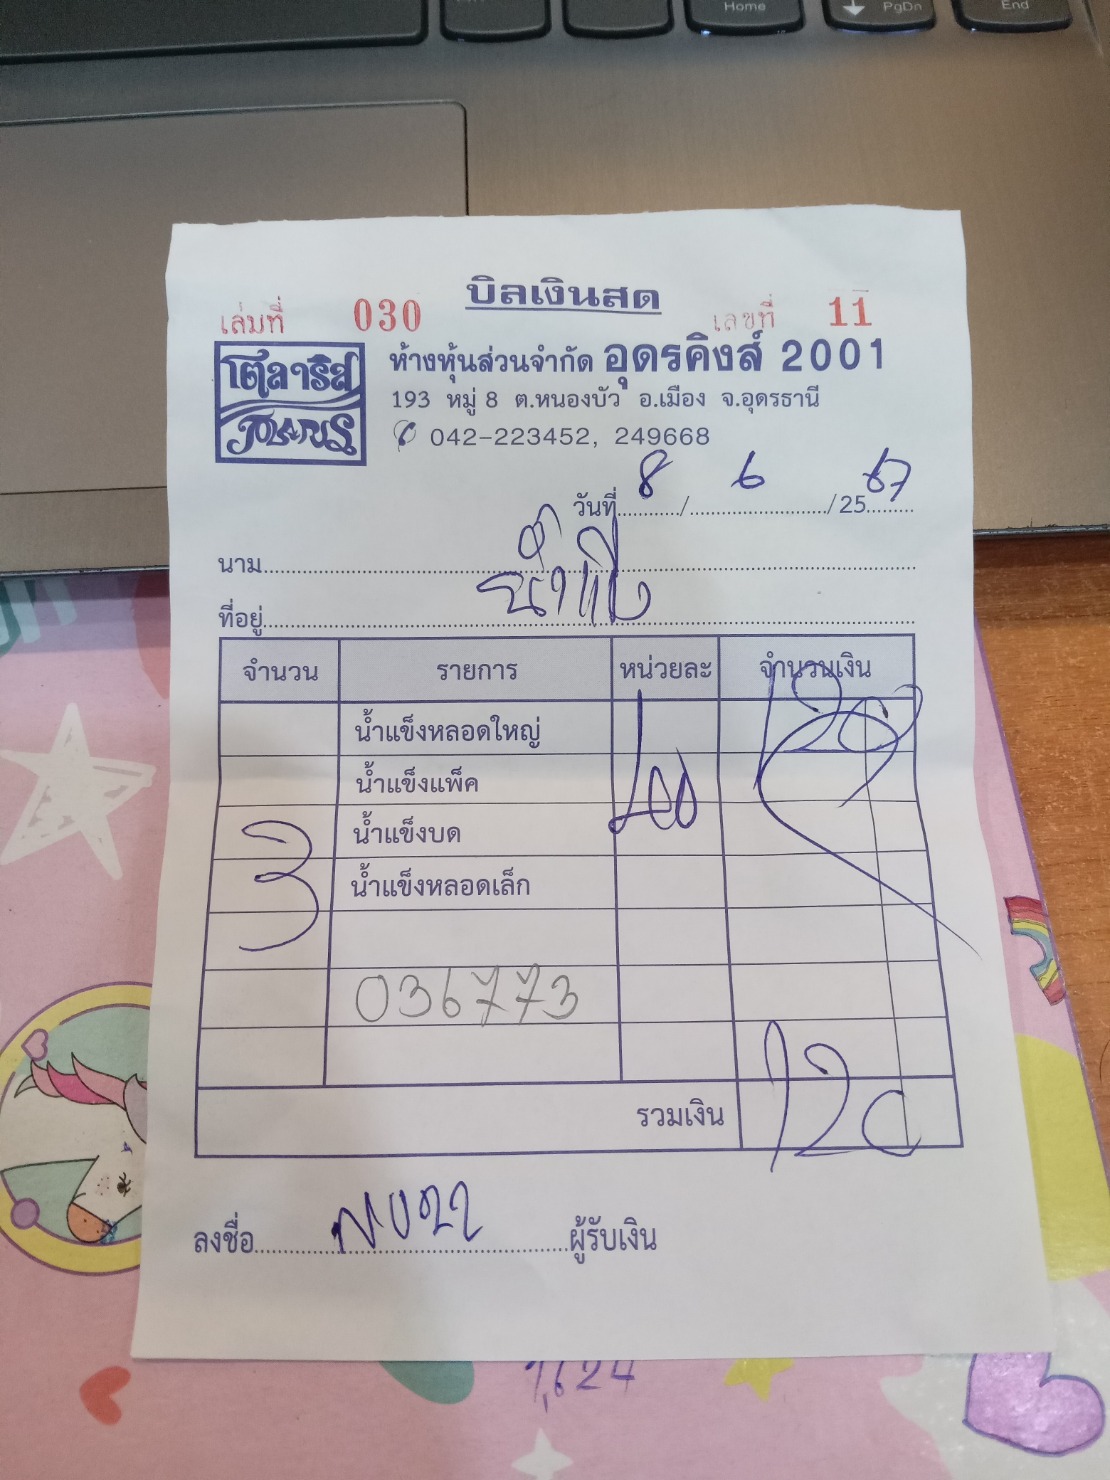 Home
PgDn
End
บิลเงินสด
เล่มที่ 030 เลขที่ 11
โตลาริส
ห้างหุ้นส่วนจำกัด อุดรคิงส์ 2001
193 หมู่ 8 ต.หนองบัว อ.เมือง จ.อุดรธานี
042-223452, 249668
วันที่ 8 / 6 / 25 67
นาม
ที่อยู่
จำนวน รายการ หน่วยละ จำนวนเงิน
น้ำแข็งหลอดใหญ่
น้ำแข็งแพ็ค
3 น้ำแข็งบด 40 120
น้ำแข็งหลอดเล็ก
036773
รวมเงิน 120
ลงชื่อ ผู้รับเงิน